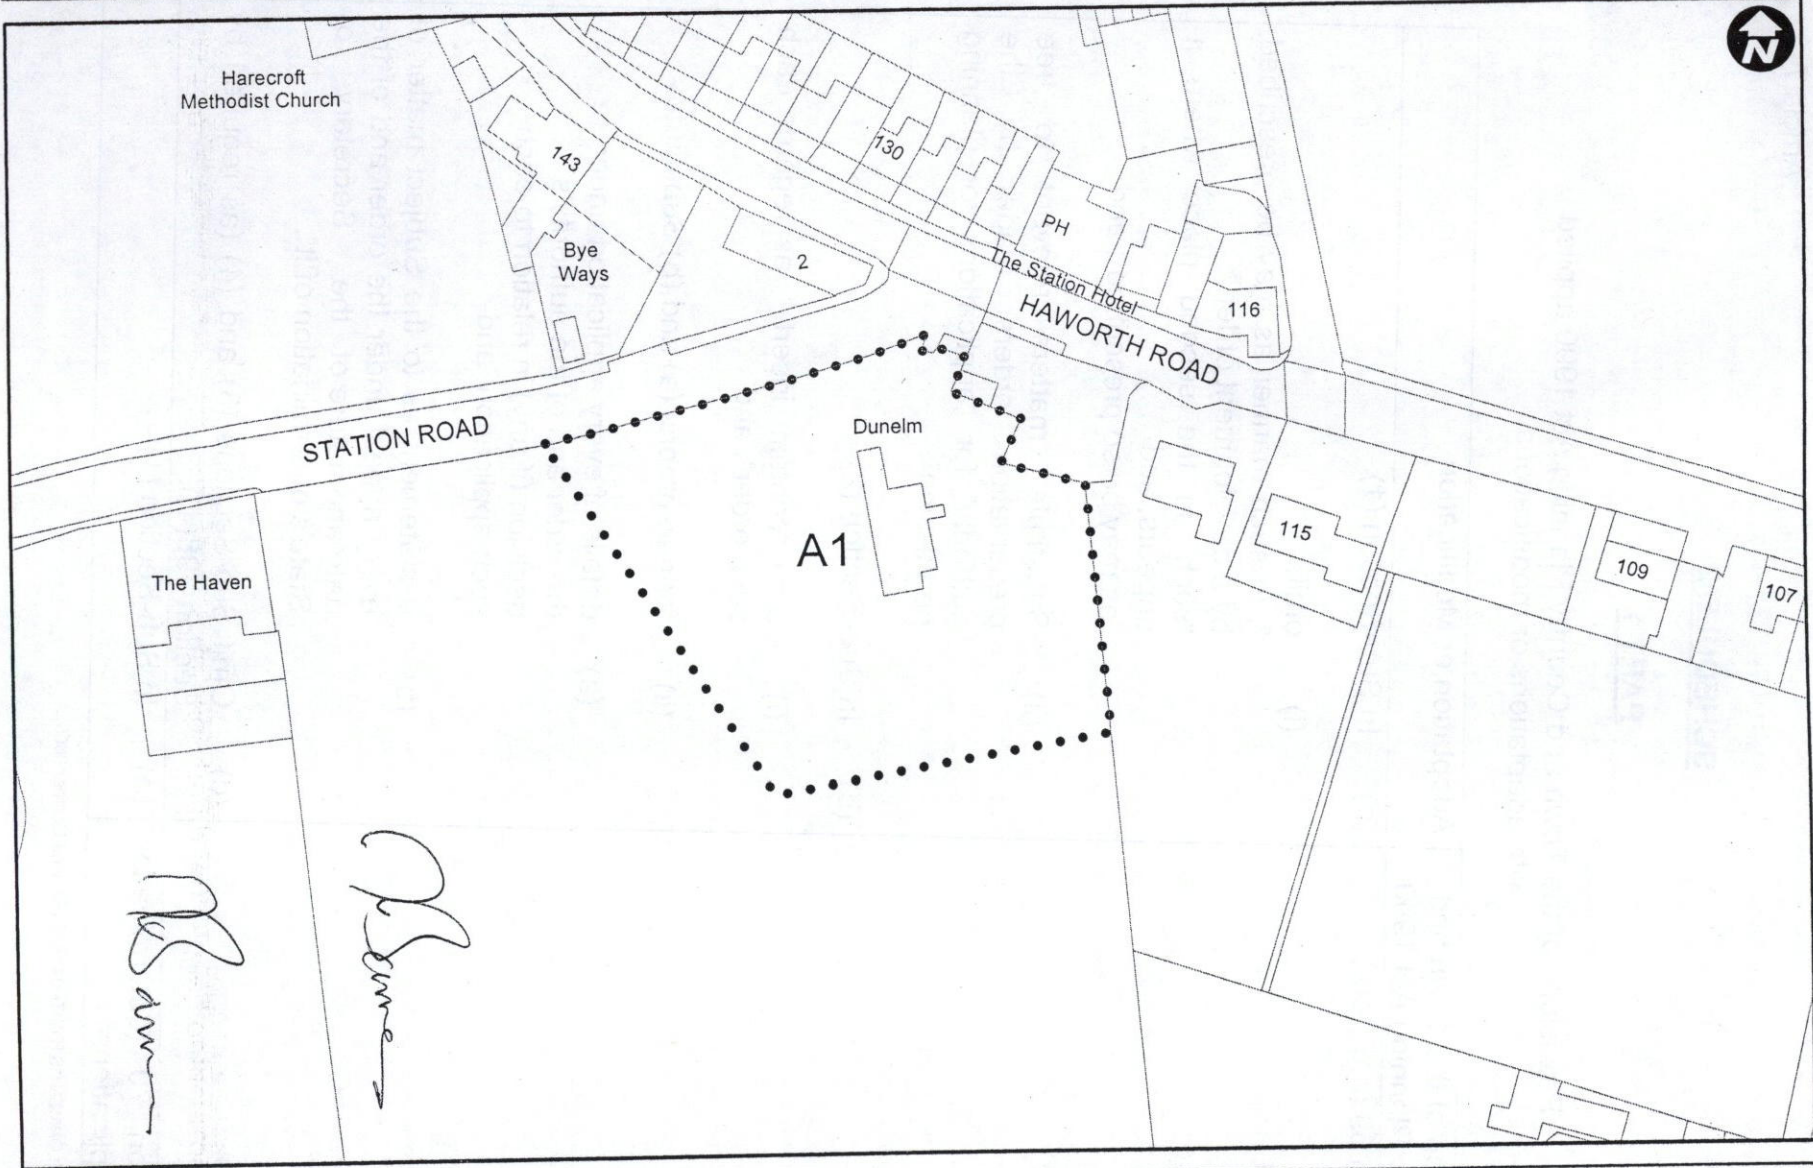 N
Harecroft
Methodist Church
143
130
Bye
Ways
2
PH
The Station Hotel
116
HAWORTH ROAD
STATION ROAD
Dunelm
A1
115
109
107
The Haven